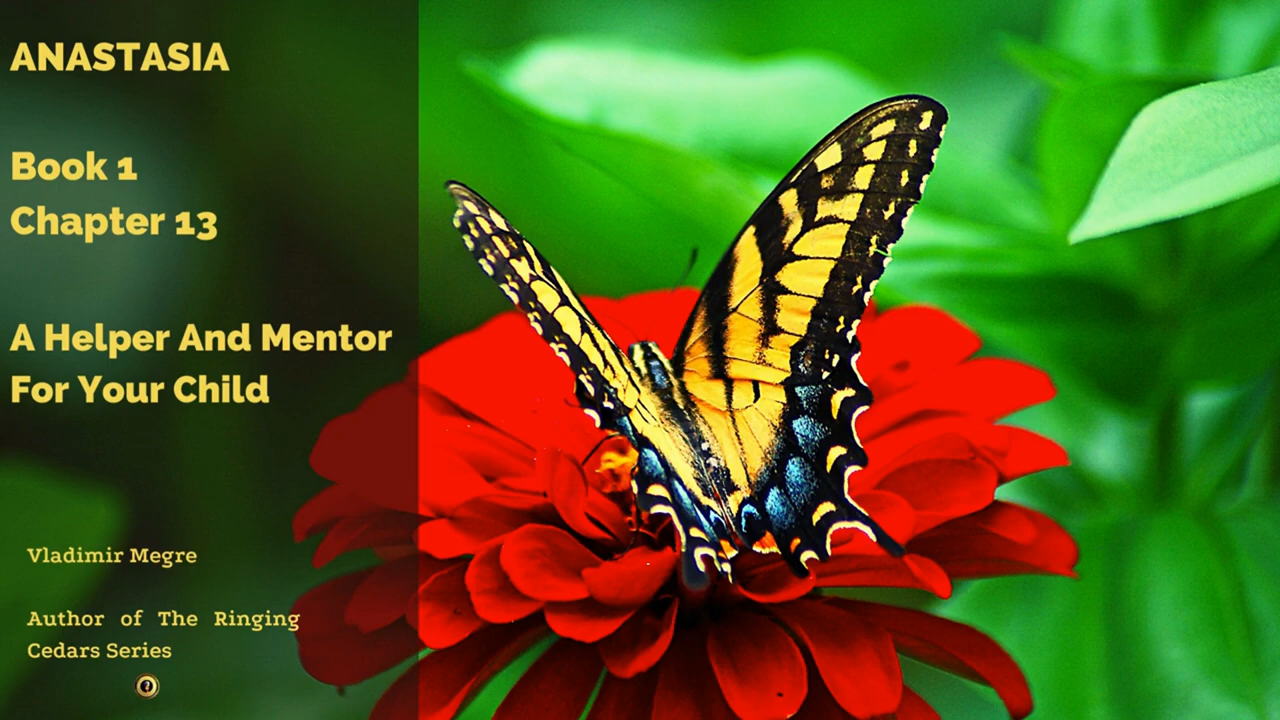 ANASTASIA
Book 1
Chapter 13
A Helper And Mentor
For Your Child
Vladimir Megre
Author of The Ringing
Cedars Series